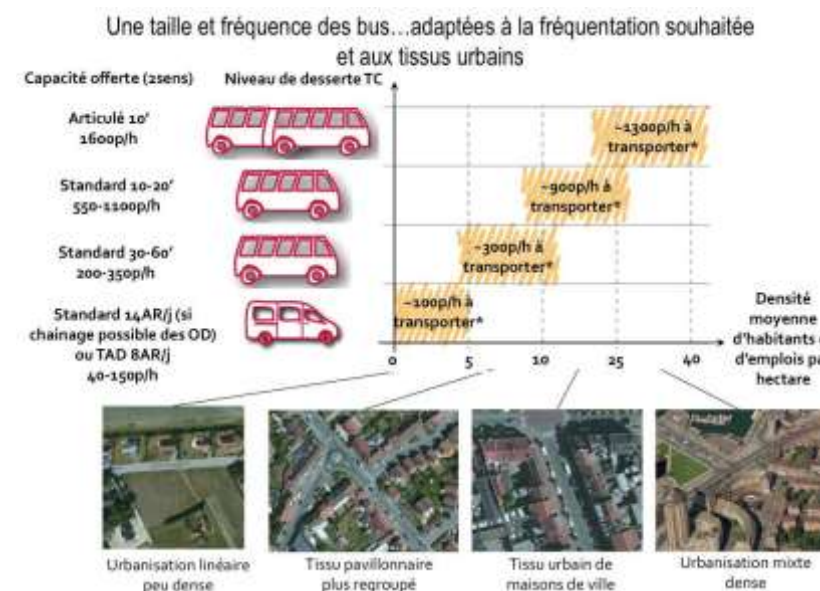 Une taille et fréquence des bus...adaptées à la fréquentation souhaitée
et aux tissus urbains
Capacité offerte (2sens)
Niveau de desserte TC
Articulé 10'
1600p/h
~1300p/h à
transporter*
Standard 10-20'
550-1100p/h
~900p/h à
transporter*
Standard 30-60'
200-350p/h
~300p/h à
transporter*
Standard 14AR/j (si
chainage possible des OD)
ou TAD 8AR/j
40-150p/h
~100p/h à
transporter*
Densité
moyenne
d'habitants
d'emplois pa
hectare
0
5
10
25
40
Urbanisation linéaire
peu dense
Tissu pavillonnaire
plus regroupé
Tissu urbain de
maisons de ville
Urbanisation mixte
dense